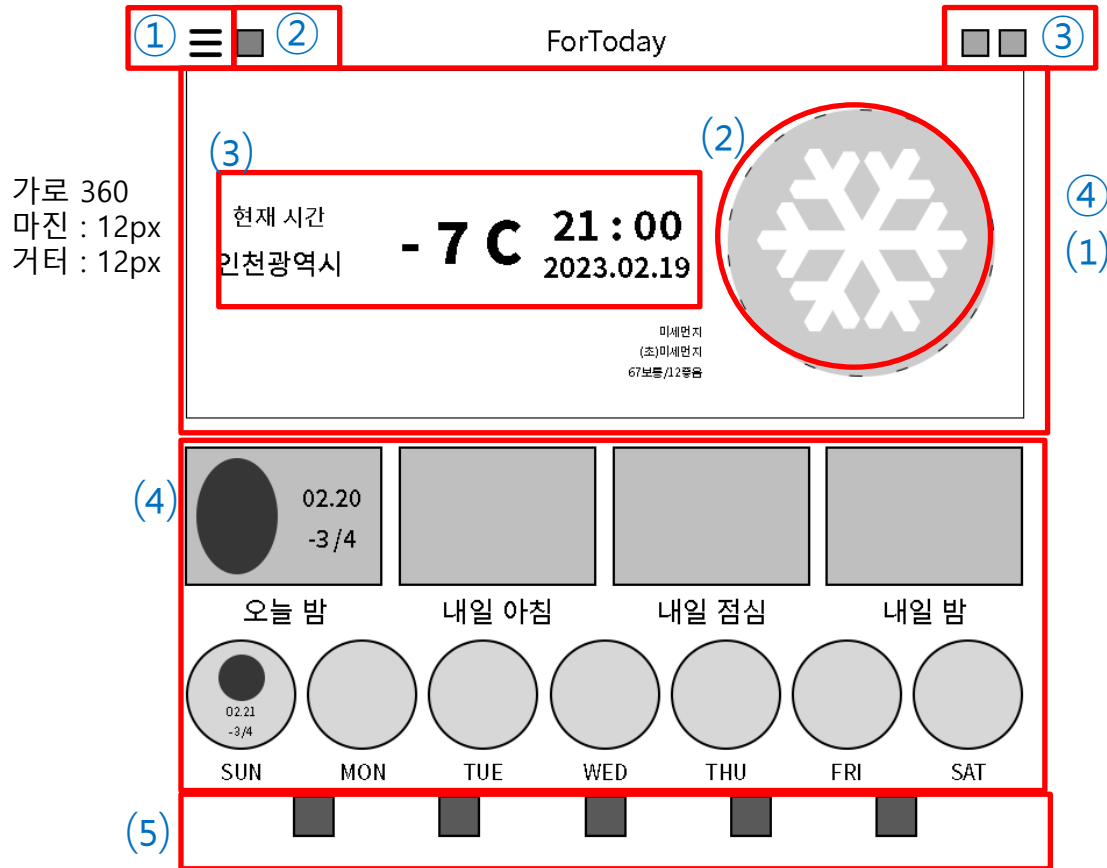 ① ② ForToday ③
(2)
(3)
가로 360
마진 : 12px
거터 : 12px
④
(1)
현재 시간
인천광역시
- 7 C
21 : 00
2023.02.19
미세먼지
(초)미세먼지
67보통/12좋음
(4)
02.20
-3/4
오늘 밤 내일 아침 내일 점심 내일 밤
02.21
-3/4
SUN MON TUE WED THU FRI SAT
(5)